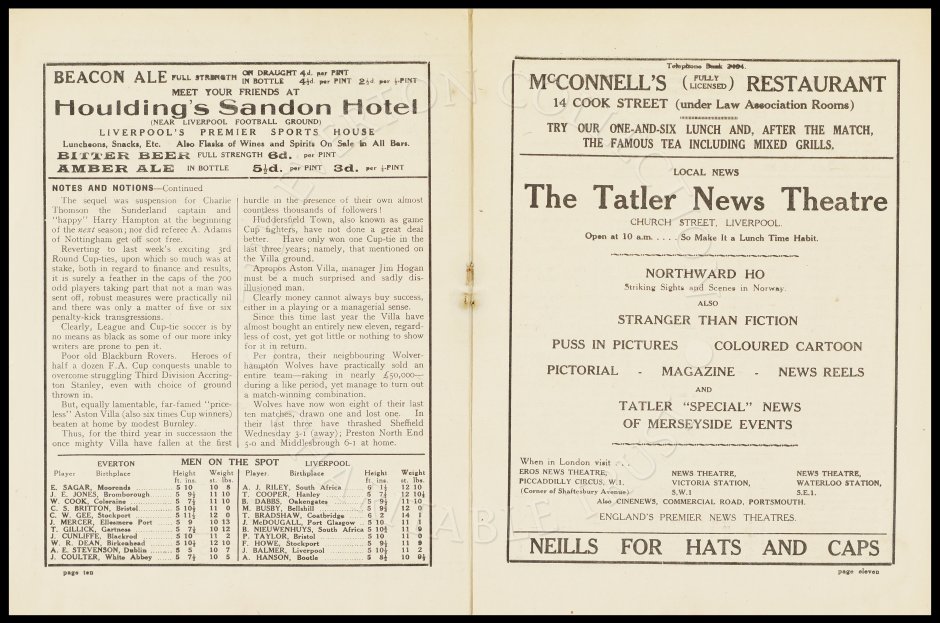 BEACON ALE FULL STRENGTH ON DRAUGHT 4d. per PINT
IN BOTTLE 4½d. per PINT 2½d. per ½-PINT
MEET YOUR FRIENDS AT
Houlding's Sandon Hotel
(NEAR LIVERPOOL FOOTBALL GROUND)
LIVERPOOL'S PREMIER SPORTS HOUSE
Luncheons, Snacks, Etc. Also Flasks of Wines and Spirits On Sale in All Bars.
BITTER BEER FULL STRENGTH 6d. per PINT
AMBER ALE IN BOTTLE 5½d. per PINT 3d. per ½-PINT
NOTES AND NOTIONS—Continued
The sequel was suspension for Charlie
Thomson the Sunderland captain and
"happy" Harry Hampton at the beginning
of the next season; nor did referee A. Adams
of Nottingham get off scot free.
Reverting to last week's exciting 3rd
Round Cup-ties, upon which so much was at
stake, both in regard to finance and results,
it is surely a feather in the caps of the 700
odd players taking part that not a man was
sent off, robust measures were practically nil
and there was only a matter of five or six
penalty-kick transgressions.
Clearly, League and Cup-tie soccer is by
no means as black as some of our more inky
writers are prone to pen it.
Poor old Blackburn Rovers. Heroes of
half a dozen F.A. Cup conquests unable to
overcome struggling Third Division Accring-
ton Stanley, even with choice of ground
thrown in.
But, equally lamentable, far-famed "price-
less" Aston Villa (also six times Cup winners)
beaten at home by modest Burnley.
Thus, for the third year in succession the
once mighty Villa have fallen at the first
hurdle in the presence of their own almost
countless thousands of followers!
Huddersfield Town, also known as game
Cup fighters, have not done a great deal
better. Have only won one Cup-tie in the
last three years; namely, that mentioned on
the Villa ground.
Apropos Aston Villa, manager Jim Hogan
must be a much surprised and sadly dis-
illusioned man.
Clearly money cannot always buy success,
either in a playing or a managerial sense.
Since this time last year the Villa have
almost bought an entirely new eleven, regard-
less of cost, yet got little or nothing to show
for it in return.
Per contra, their neighbouring Wolver-
hampton Wolves have practically sold an
entire team—raking in nearly £50,000—
during a like period, yet manage to turn out
a match-winning combination.
Wolves have now won eight of their last
ten matches, drawn one and lost one. In
their last three have thrashed Sheffield
Wednesday 3-1 (away); Preston North End
5-0 and Middlesbrough 6-1 at home.
MEN ON THE SPOT
EVERTON
Player Birthplace Height ft. ins. Weight st. lbs.
E. SAGAR, Moorends 5 10 10 8
J. E. JONES, Bromborough 5 9½ 11 10
W. COOK, Coleraine 5 7½ 11 10
C. S. BRITTON, Bristol 5 10½ 11 0
C. W. GEE, Stockport 5 11½ 12 0
J. MERCER, Ellesmere Port 5 9 10 13
T. GILLICK, Gartness 5 7½ 10 12
J. CUNLIFFE, Blackrod 5 10 11 2
W. R. DEAN, Birkenhead 5 10½ 12 10
A. E. STEVENSON, Dublin 5 5 10 7
J. COULTER, White Abbey 5 7½ 10 5
LIVERPOOL
Player Birthplace Height ft. ins. Weight st. lbs.
A. J. RILEY, South Africa 6 1½ 12 10
T. COOPER, Hanley 5 7½ 12 10½
B. DABBS, Oakengates 5 9½ 11 10
M. BUSBY, Bellshill 5 9½ 12 0
T. BRADSHAW, Coatbridge 6 2 14 1
J. McDOUGALL, Port Glasgow 5 10 11 1
B. NIEUWENHUYS, South Africa 5 10½ 11 9
P. TAYLOR, Bristol 5 10 11 0
F. HOWE, Stockport 5 9½ 11 9
J. BALMER, Liverpool 5 10½ 11 2
A. HANSON, Bootle 5 8½ 10 9½
page ten
Telephone Bank 3494.
McCONNELL'S (FULLY LICENSED) RESTAURANT
14 COOK STREET (under Law Association Rooms)
TRY OUR ONE-AND-SIX LUNCH AND, AFTER THE MATCH,
THE FAMOUS TEA INCLUDING MIXED GRILLS.
LOCAL NEWS
The Tatler News Theatre
CHURCH STREET, LIVERPOOL.
Open at 10 a.m. . . . . So Make It a Lunch Time Habit.
NORTHWARD HO
Striking Sights and Scenes in Norway.
ALSO
STRANGER THAN FICTION
PUSS IN PICTURES COLOURED CARTOON
PICTORIAL - MAGAZINE - NEWS REELS
AND
TATLER "SPECIAL" NEWS
OF MERSEYSIDE EVENTS
When in London visit . . .
EROS NEWS THEATRE, PICCADILLY CIRCUS, W.1. (Corner of Shaftesbury Avenue)
NEWS THEATRE, VICTORIA STATION, S.W.1
NEWS THEATRE, WATERLOO STATION, S.E.1.
Also CINENEWS, COMMERCIAL ROAD, PORTSMOUTH.
ENGLAND'S PREMIER NEWS THEATRES.
NEILLS FOR HATS AND CAPS
page eleven